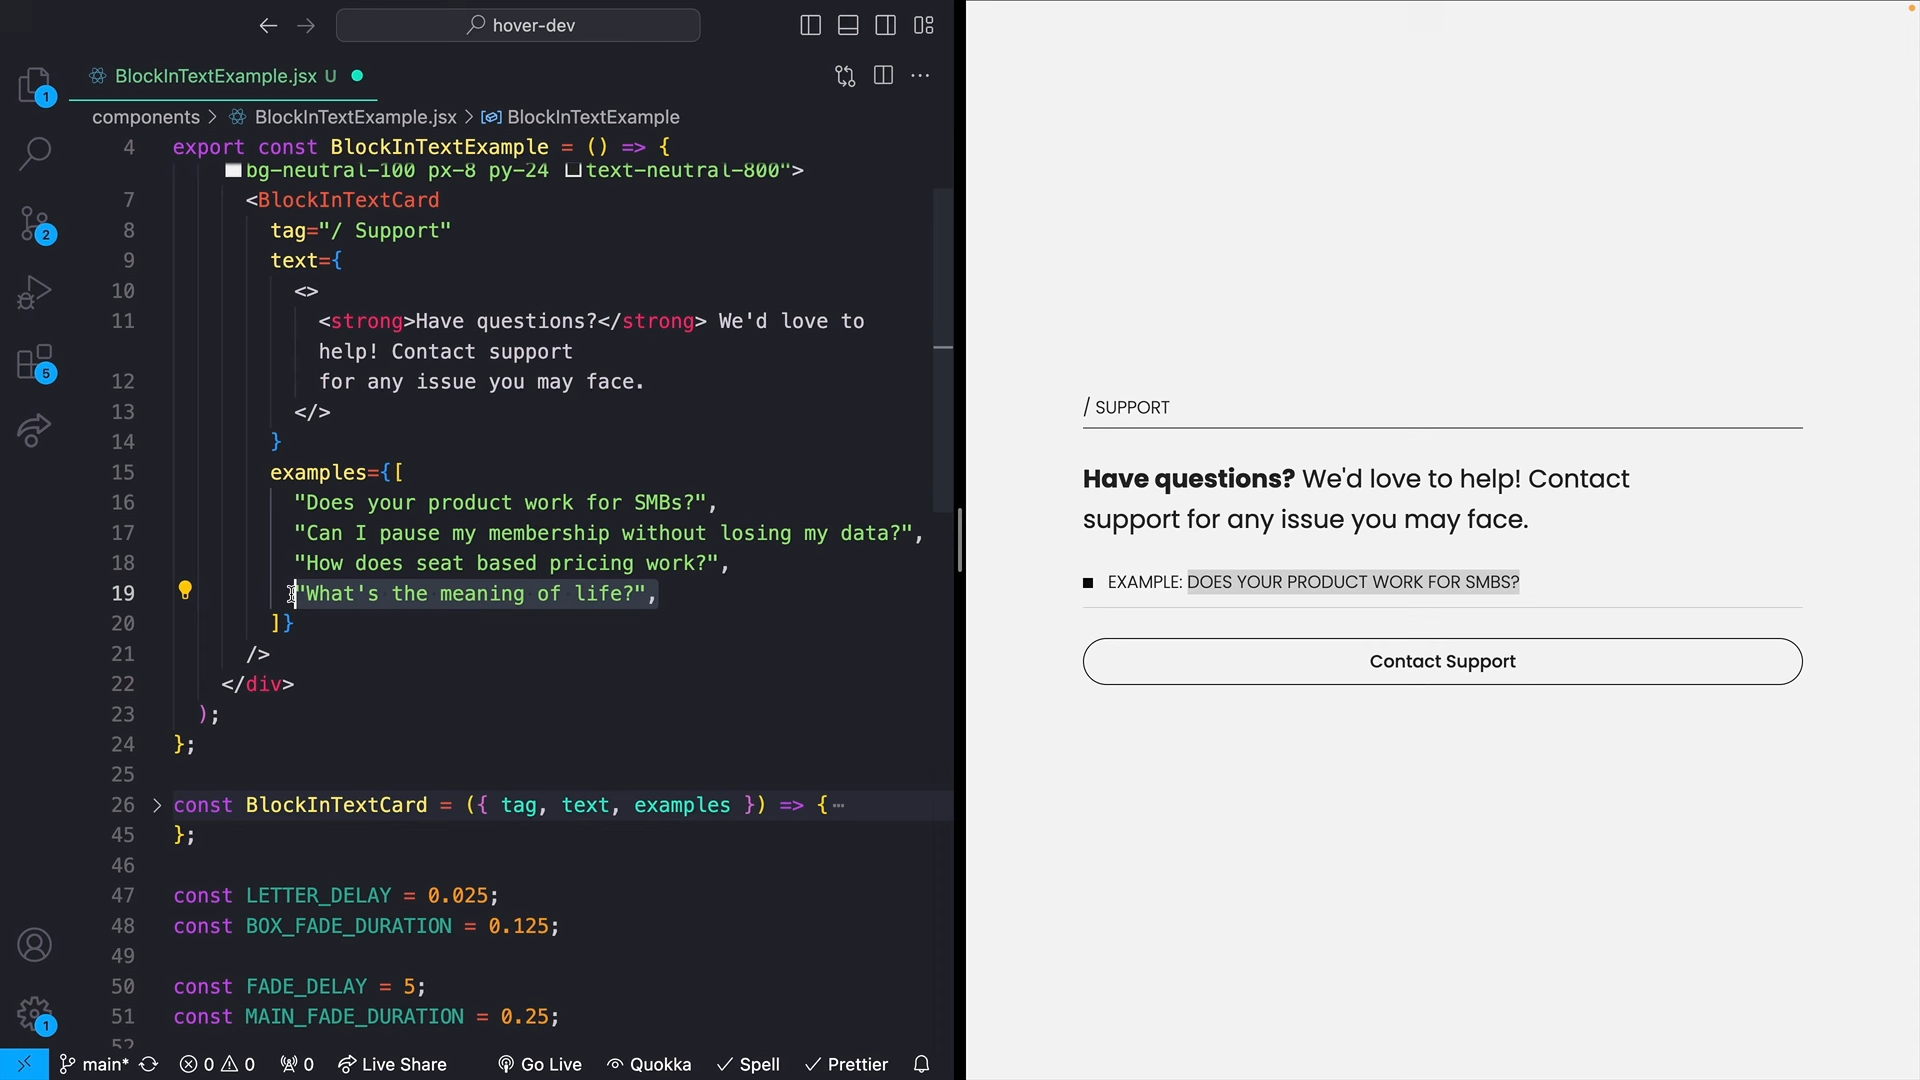 hover-dev
BlockInTextExample.jsx U
components > BlockInTextExample.jsx > BlockInTextExample
4 export const BlockInTextExample = () => {
bg-neutral-100 px-8 py-24 text-neutral-800">
7 <BlockInTextCard
8 tag="/ Support"
9 text={
10 <>
11 <strong>Have questions?</strong> We'd love to
help! Contact support
12 for any issue you may face.
13 </>
14 }
15 examples={[
16 "Does your product work for SMBs?",
17 "Can I pause my membership without losing my data?",
18 "How does seat based pricing work?",
19 "What's the meaning of life?",
20 ]}
21 />
22 </div>
23 );
24 };
25
26 const BlockInTextCard = ({ tag, text, examples }) => {⋯
45 };
46
47 const LETTER_DELAY = 0.025;
48 const BOX_FADE_DURATION = 0.125;
49
50 const FADE_DELAY = 5;
51 const MAIN_FADE_DURATION = 0.25;
52
1
2
5
1
main* 0 0 0 Live Share Go Live Quokka Spell Prettier
/ SUPPORT
Have questions? We'd love to help! Contact
support for any issue you may face.
EXAMPLE: DOES YOUR PRODUCT WORK FOR SMBS?
Contact Support